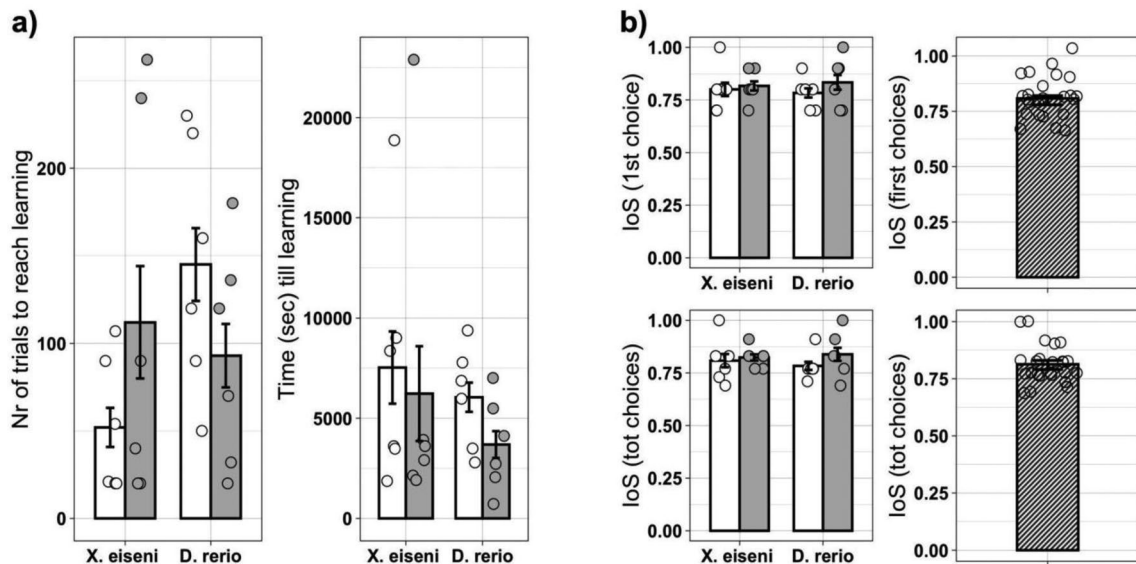 a)
Nr of trials to reach learning
200
100
0
X. eiseni
D. rerio
Time (sec) till learning
20000
15000
10000
5000
0
X. eiseni
D. rerio
b)
IoS (1st choice)
1.00
0.75
0.50
0.25
0.00
X. eiseni
D. rerio
IoS (first choices)
1.00
0.75
0.50
0.25
0.00
IoS (tot choices)
1.00
0.75
0.50
0.25
0.00
X. eiseni
D. rerio
IoS (tot choices)
1.00
0.75
0.50
0.25
0.00